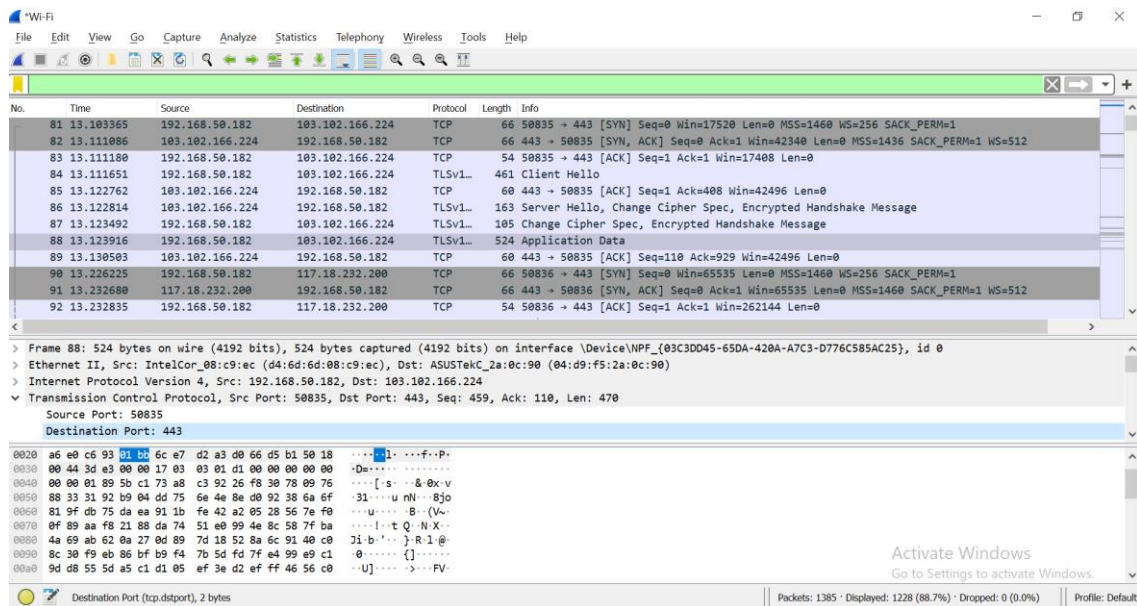 *Wi-Fi
File Edit View Go Capture Analyze Statistics Telephony Wireless Tools Help
No. Time Source Destination Protocol Length Info
81 13.103365 192.168.50.182 103.102.166.224 TCP 66 50835 → 443 [SYN] Seq=0 Win=17520 Len=0 MSS=1460 WS=256 SACK_PERM=1
82 13.111086 103.102.166.224 192.168.50.182 TCP 66 443 → 50835 [SYN, ACK] Seq=0 Ack=1 Win=42340 Len=0 MSS=1436 SACK_PERM=1 WS=512
83 13.111180 192.168.50.182 103.102.166.224 TCP 54 50835 → 443 [ACK] Seq=1 Ack=1 Win=17408 Len=0
84 13.111651 192.168.50.182 103.102.166.224 TLSv1… 461 Client Hello
85 13.122762 103.102.166.224 192.168.50.182 TCP 60 443 → 50835 [ACK] Seq=1 Ack=408 Win=42496 Len=0
86 13.122814 103.102.166.224 192.168.50.182 TLSv1… 163 Server Hello, Change Cipher Spec, Encrypted Handshake Message
87 13.123492 192.168.50.182 103.102.166.224 TLSv1… 105 Change Cipher Spec, Encrypted Handshake Message
88 13.123916 192.168.50.182 103.102.166.224 TLSv1… 524 Application Data
89 13.130503 103.102.166.224 192.168.50.182 TCP 60 443 → 50835 [ACK] Seq=110 Ack=929 Win=42496 Len=0
90 13.226225 192.168.50.182 117.18.232.200 TCP 66 50836 → 443 [SYN] Seq=0 Win=65535 Len=0 MSS=1460 WS=256 SACK_PERM=1
91 13.232680 117.18.232.200 192.168.50.182 TCP 66 443 → 50836 [SYN, ACK] Seq=0 Ack=1 Win=65535 Len=0 MSS=1460 SACK_PERM=1 WS=512
92 13.232835 192.168.50.182 117.18.232.200 TCP 54 50836 → 443 [ACK] Seq=1 Ack=1 Win=262144 Len=0
> Frame 88: 524 bytes on wire (4192 bits), 524 bytes captured (4192 bits) on interface \Device\NPF_{03C3DD45-65DA-420A-A7C3-D776C585AC25}, id 0
> Ethernet II, Src: IntelCor_08:c9:ec (d4:6d:6d:08:c9:ec), Dst: ASUSTekC_2a:0c:90 (04:d9:f5:2a:0c:90)
> Internet Protocol Version 4, Src: 192.168.50.182, Dst: 103.102.166.224
Transmission Control Protocol, Src Port: 50835, Dst Port: 443, Seq: 459, Ack: 110, Len: 470
Source Port: 50835
Destination Port: 443
0020 a6 e0 c6 93 01 bb 6c e7 d2 a3 d0 66 d5 b1 50 18 ······l· ···f··P·
0030 00 44 3d e3 00 00 17 03 03 01 d1 00 00 00 00 00 ·D=····· ········
0040 00 00 01 89 5b c1 73 a8 c3 92 26 f8 30 78 09 76 ····[·s· ··&·0x·v
0050 88 33 31 92 b9 04 dd 75 6e 4e 8e d0 92 38 6a 6f ·31····u nN···8jo
0060 81 9f db 75 da ea 91 1b fe 42 a2 05 28 56 7e f0 ···u···· ·B··(V~·
0070 0f 89 aa f8 21 88 da 74 51 e0 99 4e 8c 58 7f ba ····!··t Q··N·X··
0080 4a 69 ab 62 0a 27 0d 89 7d 18 52 8a 6c 91 40 c0 Ji·b·'·· }·R·l·@·
0090 8c 30 f9 eb 86 bf b9 f4 7b 5d fd 7f e4 99 e9 c1 ·0······ {]······
00a0 9d d8 55 5d a5 c1 d1 05 ef 3e d2 ef ff 46 56 c0 ··U]···· ·>···FV·
Activate Windows
Go to Settings to activate Windows.
Destination Port (tcp.dstport), 2 bytes Packets: 1385 · Displayed: 1228 (88.7%) · Dropped: 0 (0.0%) Profile: Default